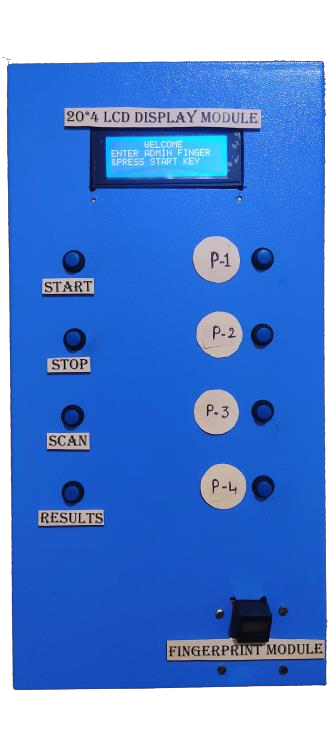 20*4 LCD DISPLAY MODULE
WELCOME
ENTER ADMIN FINGER
&PRESS START KEY
START
P-1
STOP
P-2
SCAN
P-3
RESULTS
P-4
FINGERPRINT MODULE